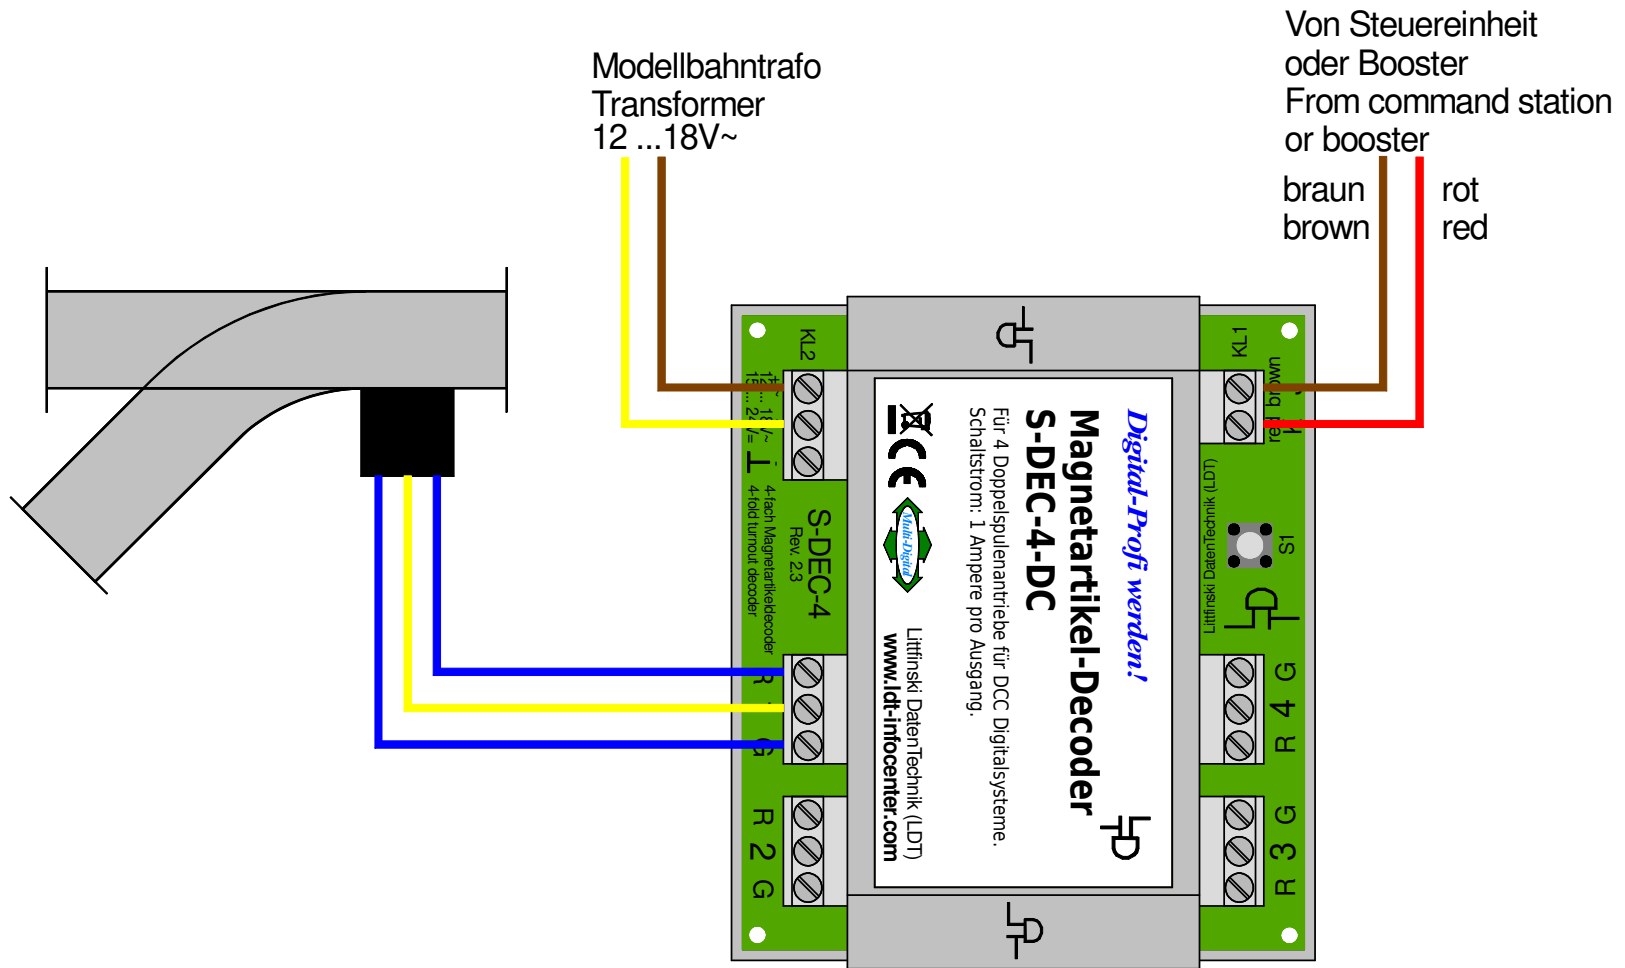 Modellbahntrafo
Transformer
12 ...18V~
Von Steuereinheit
oder Booster
From command station
or booster
braun
brown
rot
red
KL2
S-DEC-4
Rev. 2.3
4-fach Magnetartikeldecoder
4-fold turnout decoder
R
G
R
2
G
Digital-Profi werden!
Magnetartikel-Decoder
S-DEC-4-DC
Für 4 Doppelspulenantriebe für DCC Digitalsysteme.
Schaltstrom: 1 Ampere pro Ausgang.
CE
Multi-Digital
Littfinski DatenTechnik (LDT)
www.ldt-infocenter.com
KL1
brown
red
Littfinski DatenTechnik (LDT)
S1
G
4
R
G
3
R